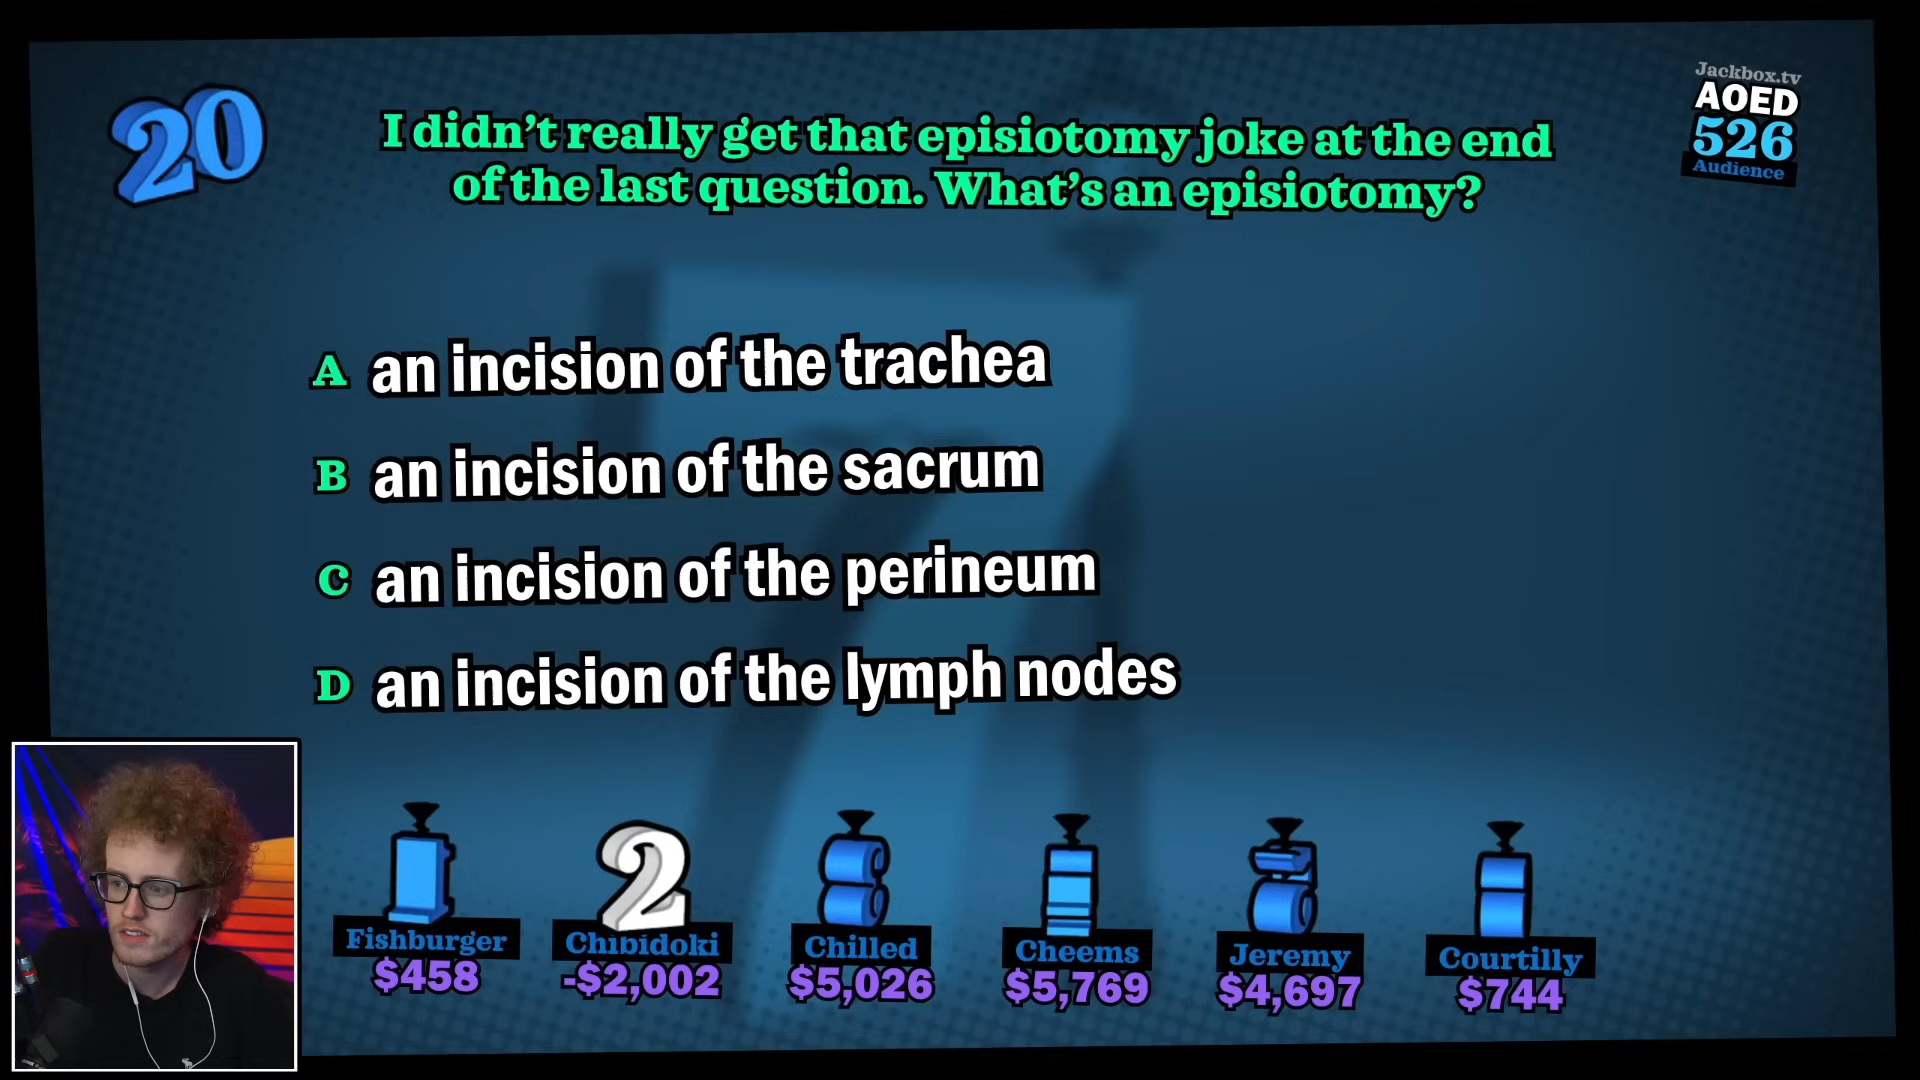 20
I didn't really get that episiotomy joke at the end
of the last question. What's an episiotomy?
Jackbox.tv
AOED
526
Audience
A an incision of the trachea
B an incision of the sacrum
C an incision of the perineum
D an incision of the lymph nodes
2
Fishburger
$458
Chibidoki
-$2,002
Chilled
$5,026
Cheems
$5,769
Jeremy
$4,697
Courtilly
$744